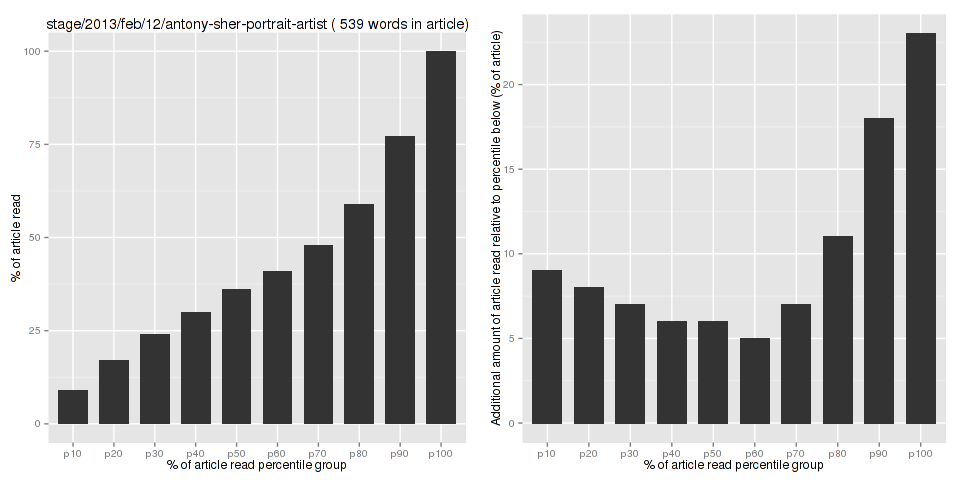 stage/2013/feb/12/antony-sher-portrait-artist ( 539 words in article)
% of article read
100
75
50
25
0
p10 p20 p30 p40 p50 p60 p70 p80 p90 p100
% of article read percentile group
Additional amount of article read relative to percentile below (% of article)
20
15
10
5
0
p10 p20 p30 p40 p50 p60 p70 p80 p90 p100
% of article read percentile group